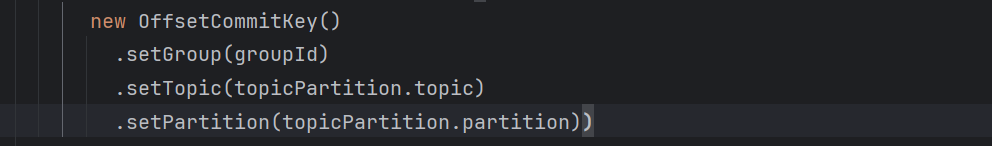 new OffsetCommitKey()
.setGroup(groupId)
.setTopic(topicPartition.topic)
.setPartition(topicPartition.partition))